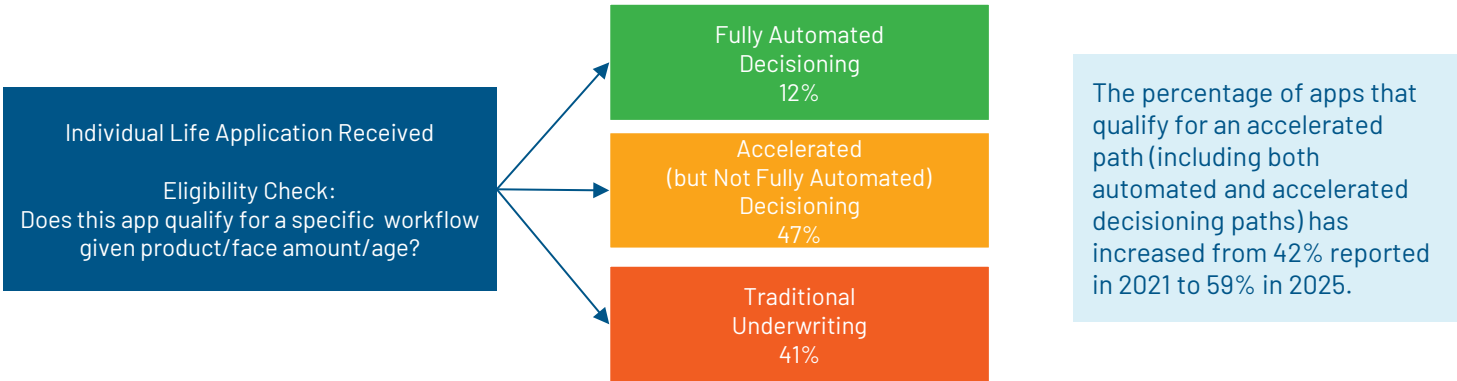 Individual Life Application Received
Eligibility Check:
Does this app qualify for a specific workflow
given product/face amount/age?
Fully Automated
Decisioning
12%
Accelerated
(but Not Fully Automated)
Decisioning
47%
Traditional
Underwriting
41%
The percentage of apps that
qualify for an accelerated
path (including both
automated and accelerated
decisioning paths) has
increased from 42% reported
in 2021 to 59% in 2025.